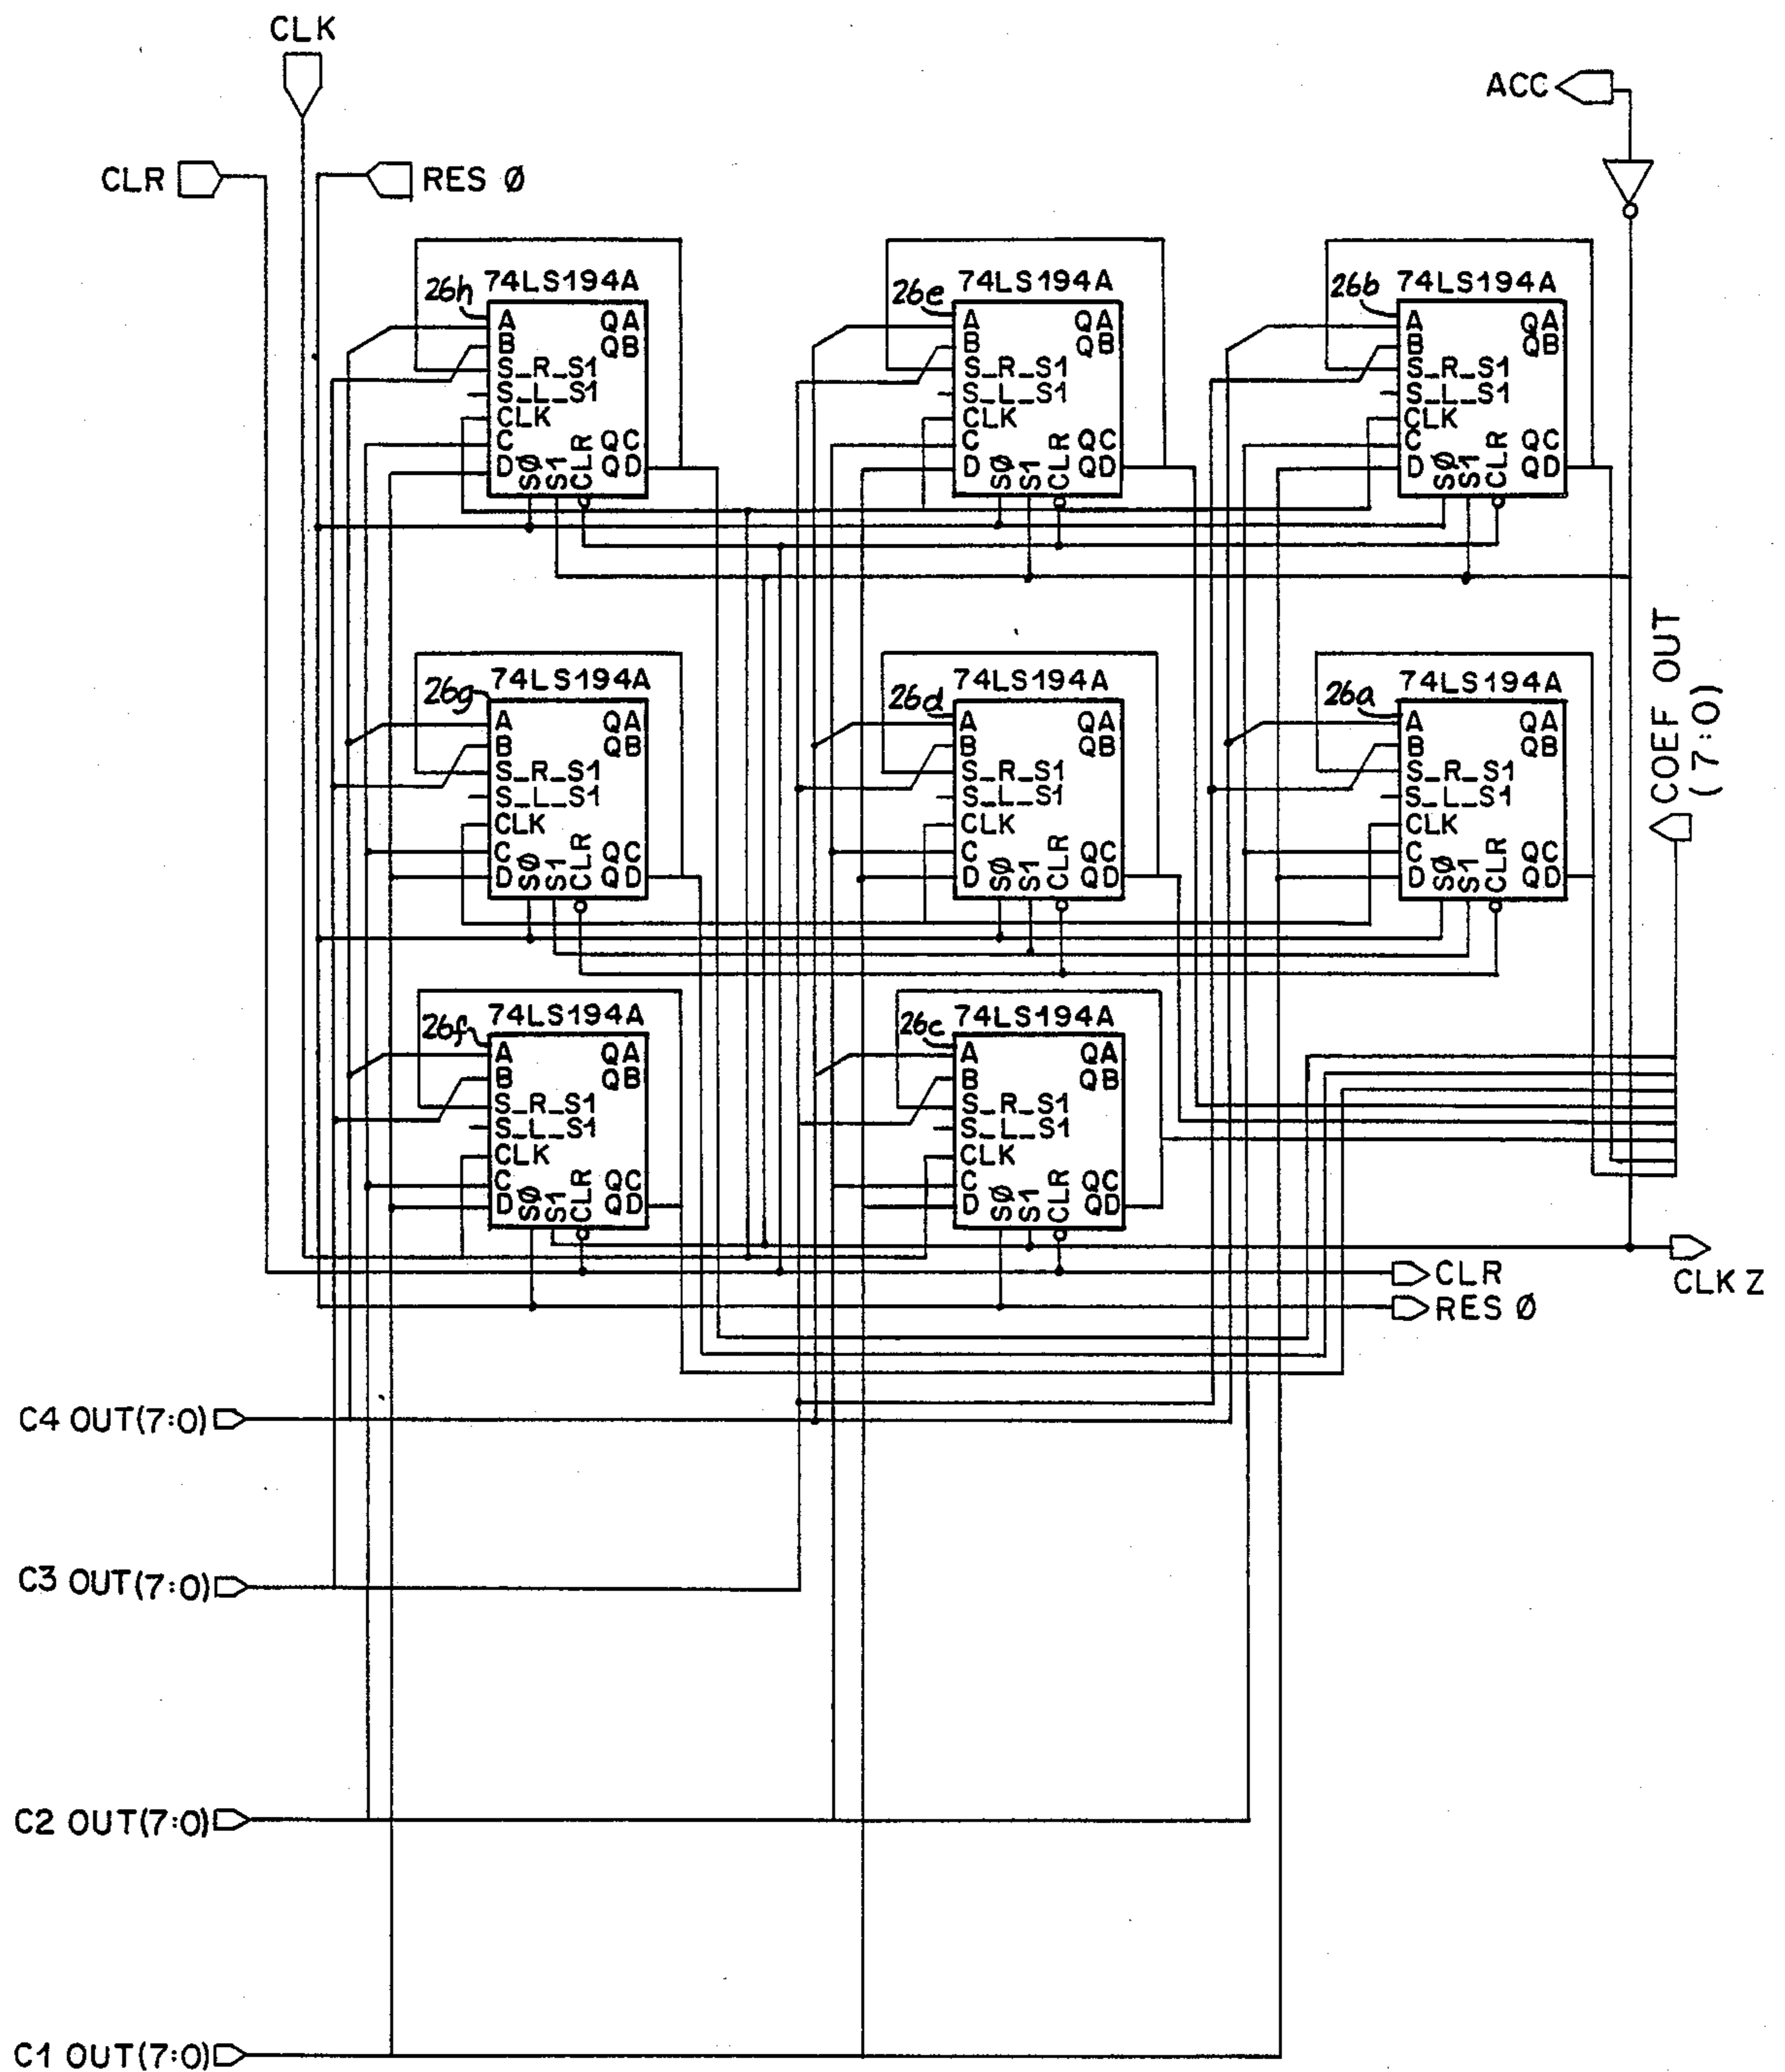 CLK
ACC
CLR
RES Ø
26h 74LS194A
A QA
B QB
S_R_S1
S_L_S1
CLK
C QC
D SØ S1 CLR QD
26e 74LS194A
A QA
B QB
S_R_S1
S_L_S1
CLK
C QC
D SØ S1 CLR QD
26b 74LS194A
A QA
B QB
S_R_S1
S_L_S1
CLK
C QC
D SØ S1 CLR QD
COEF OUT
(7:0)
26g 74LS194A
A QA
B QB
S_R_S1
S_L_S1
CLK
C QC
D SØ S1 CLR QD
26d 74LS194A
A QA
B QB
S_R_S1
S_L_S1
CLK
C QC
D SØ S1 CLR QD
26a 74LS194A
A QA
B QB
S_R_S1
S_L_S1
CLK
C QC
D SØ S1 CLR QD
26f 74LS194A
A QA
B QB
S_R_S1
S_L_S1
CLK
C QC
D SØ S1 CLR QD
26c 74LS194A
A QA
B QB
S_R_S1
S_L_S1
CLK
C QC
D SØ S1 CLR QD
CLR
CLK Z
RES Ø
C4 OUT(7:0)
C3 OUT(7:0)
C2 OUT(7:0)
C1 OUT(7:0)